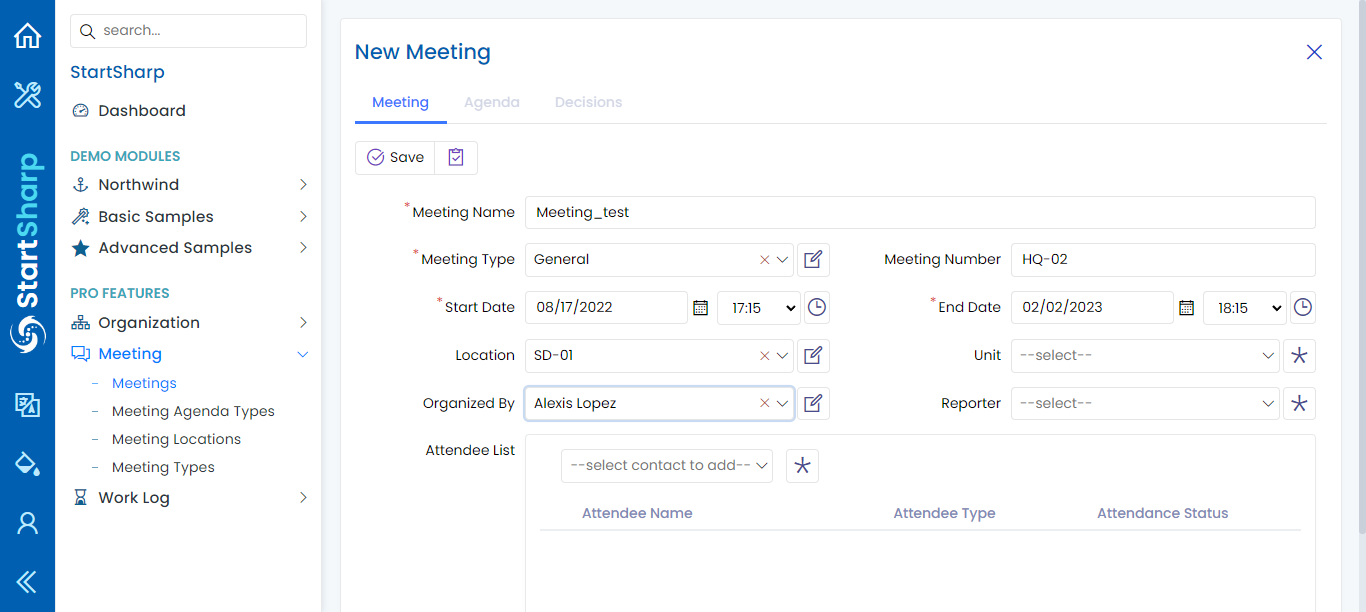 search...
StartSharp
Dashboard
DEMO MODULES
Northwind
Basic Samples
Advanced Samples
PRO FEATURES
Organization
Meeting
- Meetings
- Meeting Agenda Types
- Meeting Locations
- Meeting Types
Work Log
StartSharp
New Meeting
Meeting Agenda Decisions
Save
*Meeting Name Meeting_test
*Meeting Type General Meeting Number HQ-02
*Start Date 08/17/2022 17:15 *End Date 02/02/2023 18:15
Location SD-01 Unit --select--
Organized By Alexis Lopez Reporter --select--
Attendee List
--select contact to add--
Attendee Name Attendee Type Attendance Status